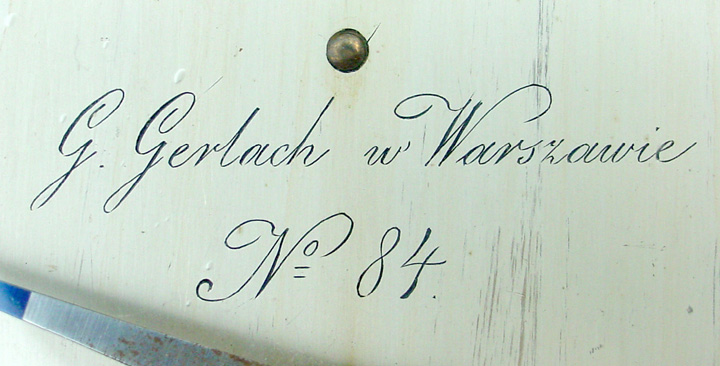 G. Gerlach w Warszawie
Nº 84.